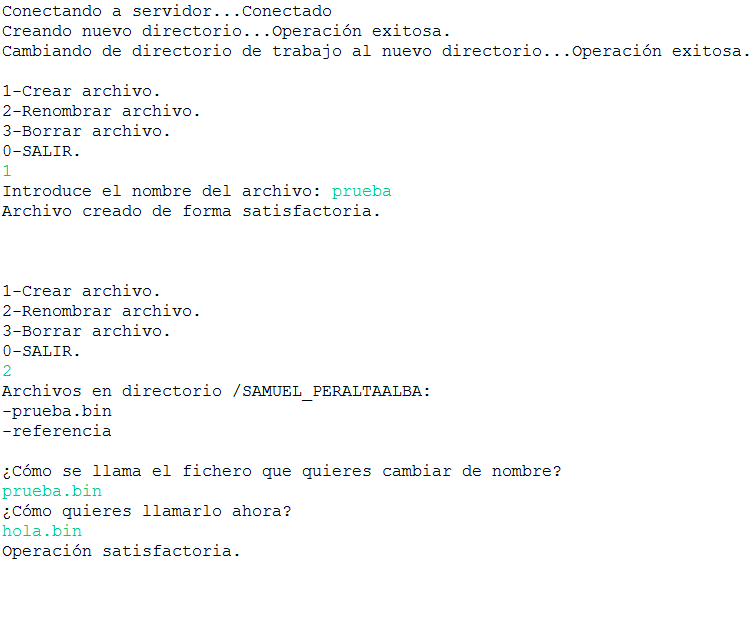 Conectando a servidor...Conectado
Creando nuevo directorio...Operación exitosa.
Cambiando de directorio de trabajo al nuevo directorio...Operación exitosa.
1-Crear archivo.
2-Renombrar archivo.
3-Borrar archivo.
0-SALIR.
1
Introduce el nombre del archivo: prueba
Archivo creado de forma satisfactoria.
1-Crear archivo.
2-Renombrar archivo.
3-Borrar archivo.
0-SALIR.
2
Archivos en directorio /SAMUEL_PERALTAALBA:
-prueba.bin
-referencia
¿Cómo se llama el fichero que quieres cambiar de nombre?
prueba.bin
¿Cómo quieres llamarlo ahora?
hola.bin
Operación satisfactoria.